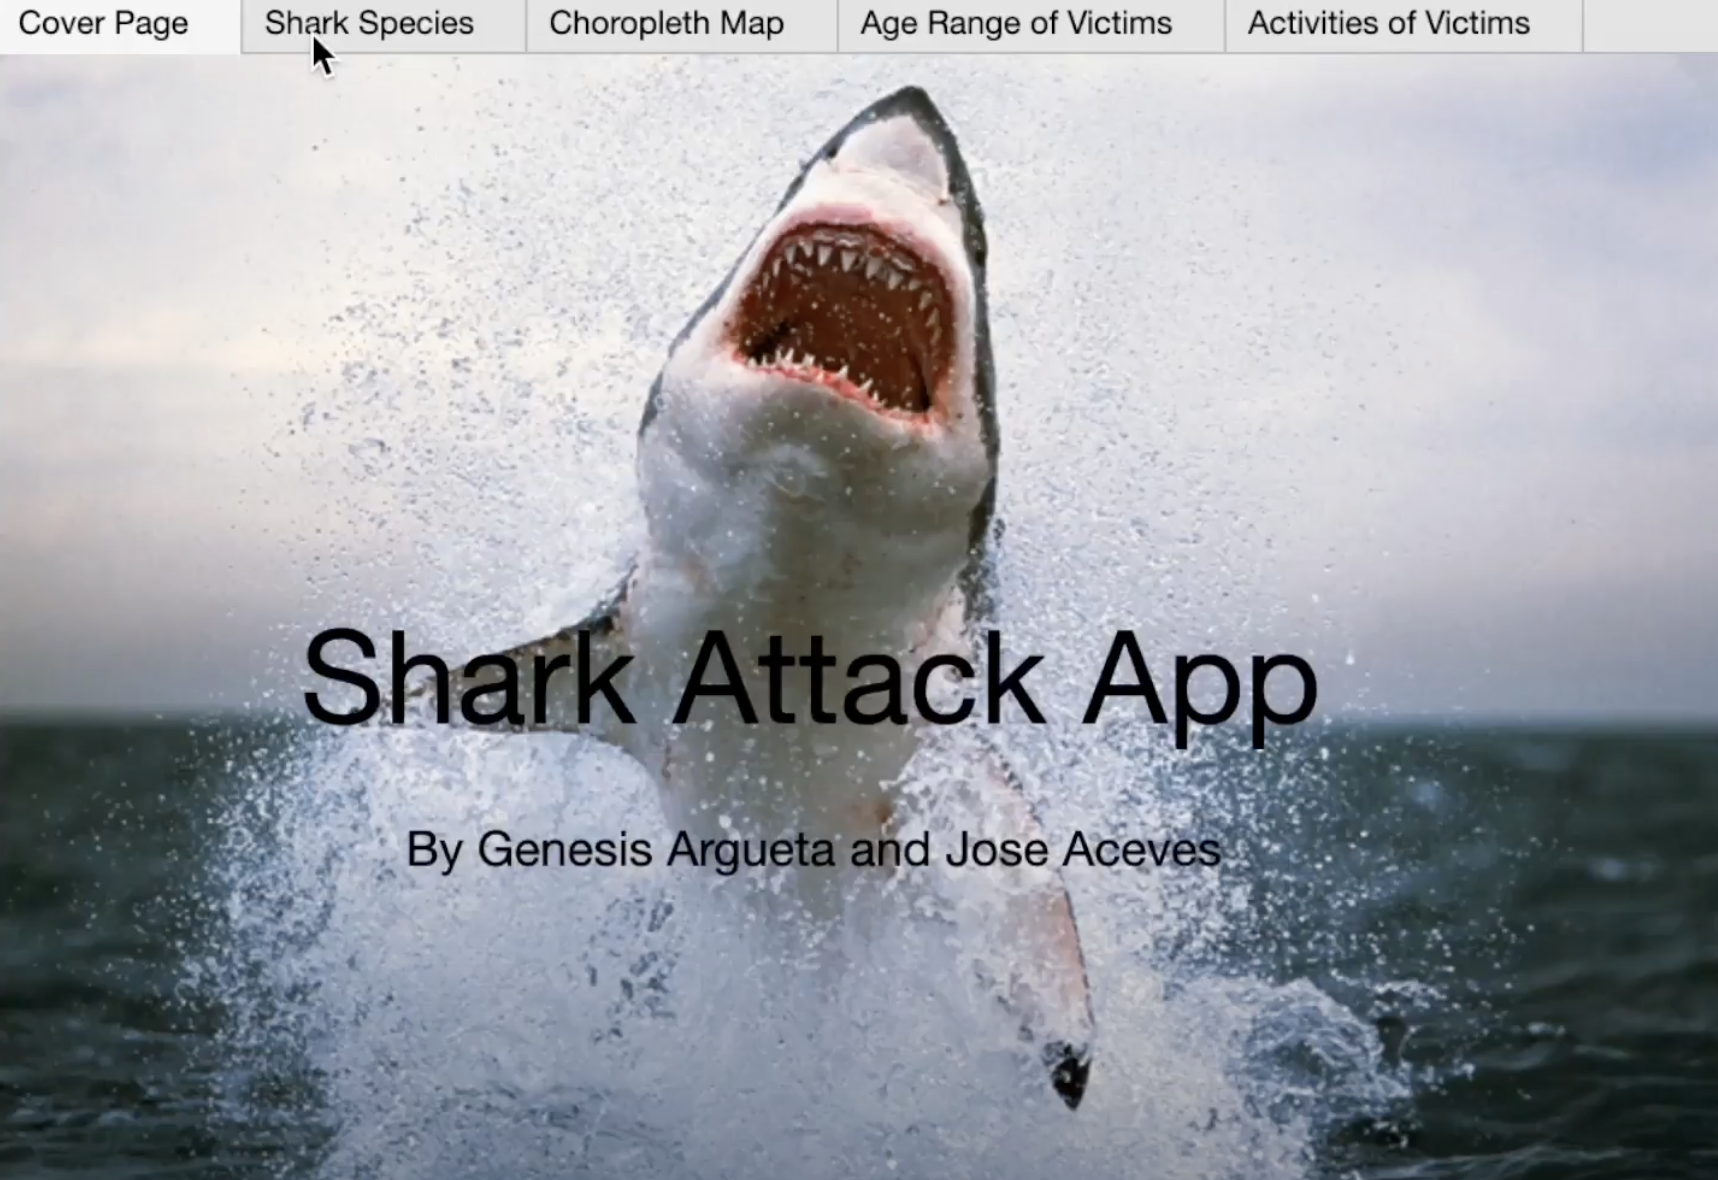 Cover Page Shark Species Choropleth Map Age Range of Victims Activities of Victims
Shark Attack App
By Genesis Argueta and Jose Aceves